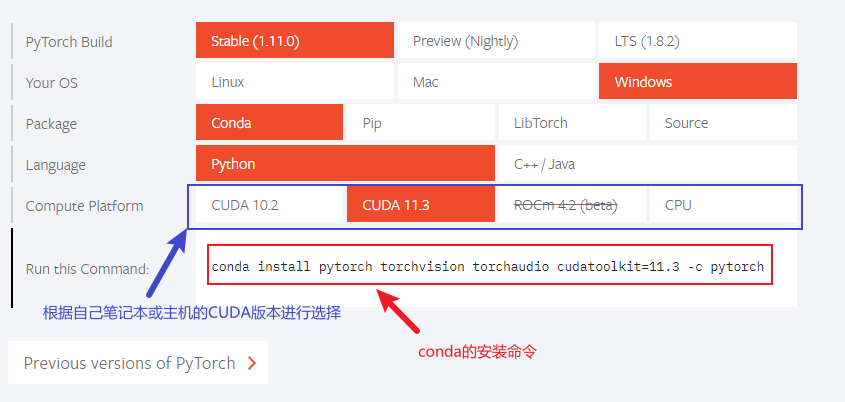 PyTorch Build Stable (1.11.0) Preview (Nightly) LTS (1.8.2)
Your OS Linux Mac Windows
Package Conda Pip LibTorch Source
Language Python C++ / Java
Compute Platform CUDA 10.2 CUDA 11.3 ROCm 4.2 (beta) CPU
Run this Command: conda install pytorch torchvision torchaudio cudatoolkit=11.3 -c pytorch
根据自己笔记本或主机的CUDA版本进行选择
conda的安装命令
Previous versions of PyTorch